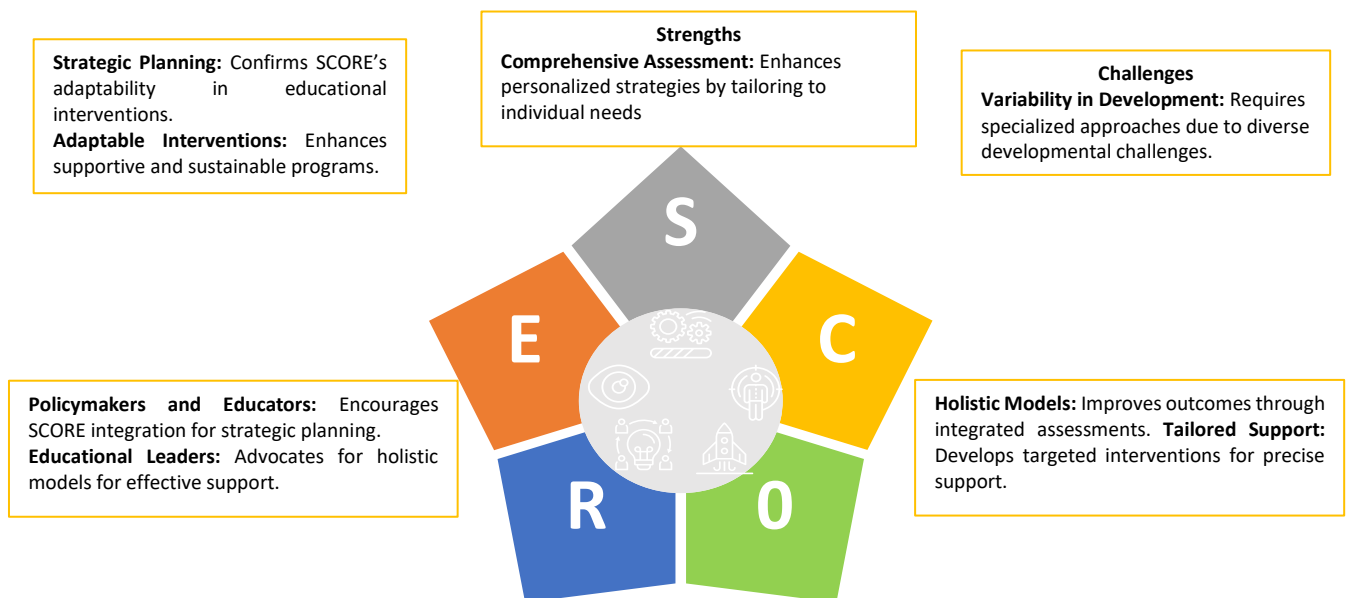 Strengths
Comprehensive Assessment: Enhances
personalized strategies by tailoring to
individual needs
Strategic Planning: Confirms SCORE’s
adaptability in educational
interventions.
Adaptable Interventions: Enhances
supportive and sustainable programs.
Challenges
Variability in Development: Requires
specialized approaches due to diverse
developmental challenges.
S
E
C
R
0
Policymakers and Educators: Encourages
SCORE integration for strategic planning.
Educational Leaders: Advocates for holistic
models for effective support.
Holistic Models: Improves outcomes through
integrated assessments. Tailored Support:
Develops targeted interventions for precise
support.